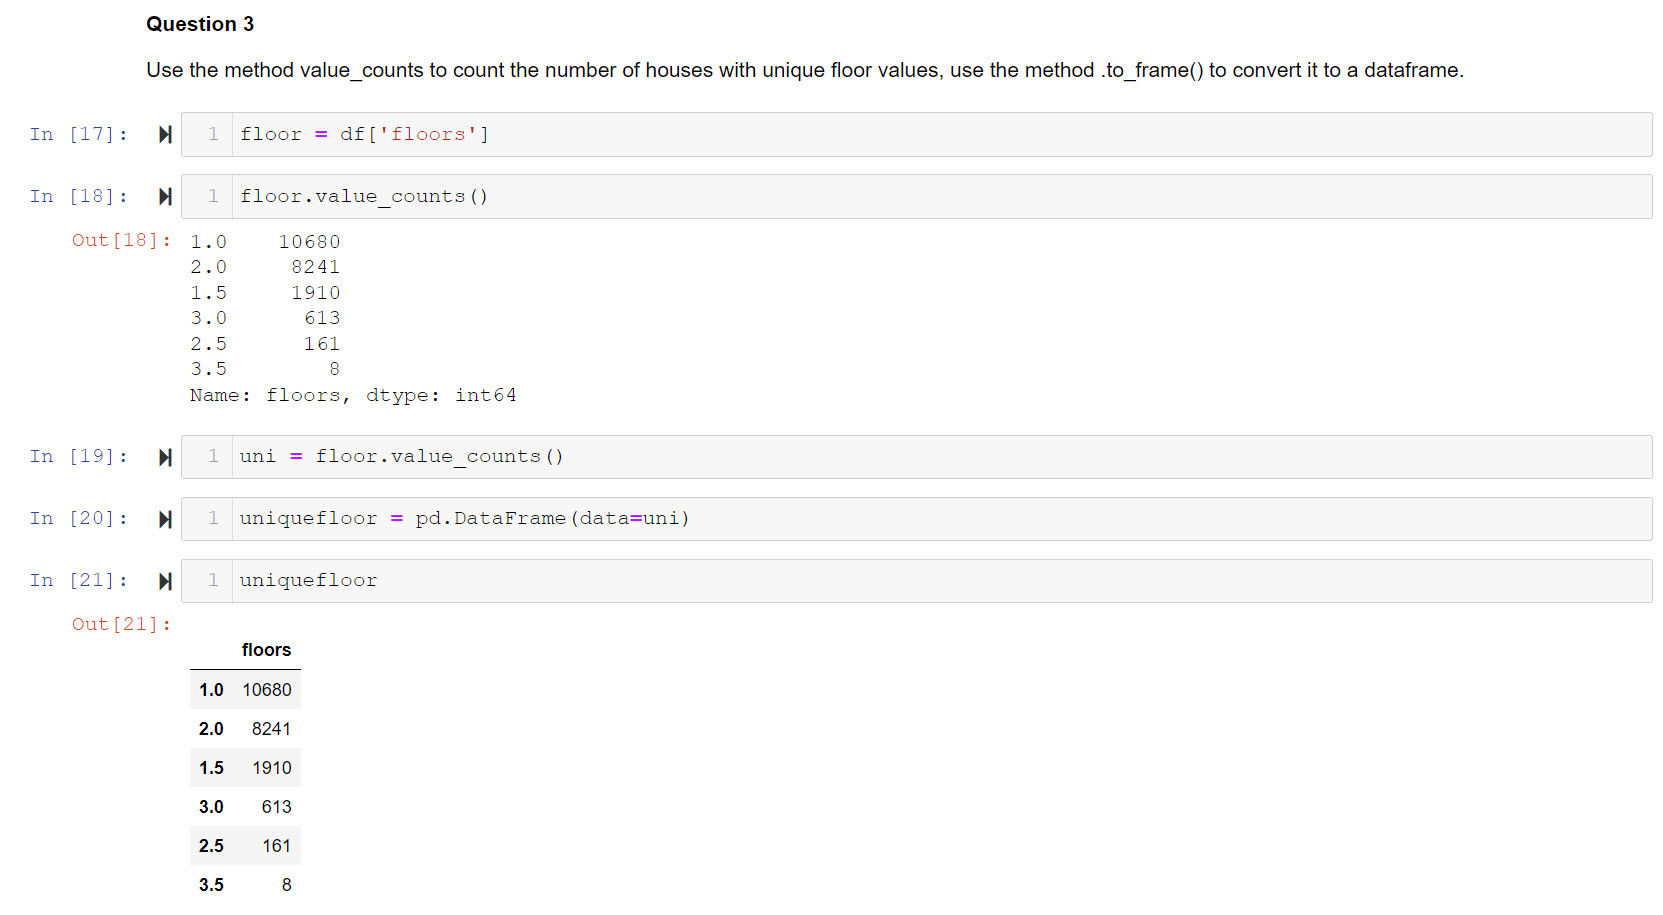 Question 3
Use the method value_counts to count the number of houses with unique floor values, use the method .to_frame() to convert it to a dataframe.
In [17]: 1 floor = df['floors']
In [18]: 1 floor.value_counts()
Out[18]: 1.0    10680
2.0     8241
1.5     1910
3.0      613
2.5      161
3.5        8
Name: floors, dtype: int64
In [19]: 1 uni = floor.value_counts()
In [20]: 1 uniquefloor = pd.DataFrame(data=uni)
In [21]: 1 uniquefloor
Out[21]:
floors
1.0 10680
2.0 8241
1.5 1910
3.0 613
2.5 161
3.5 8